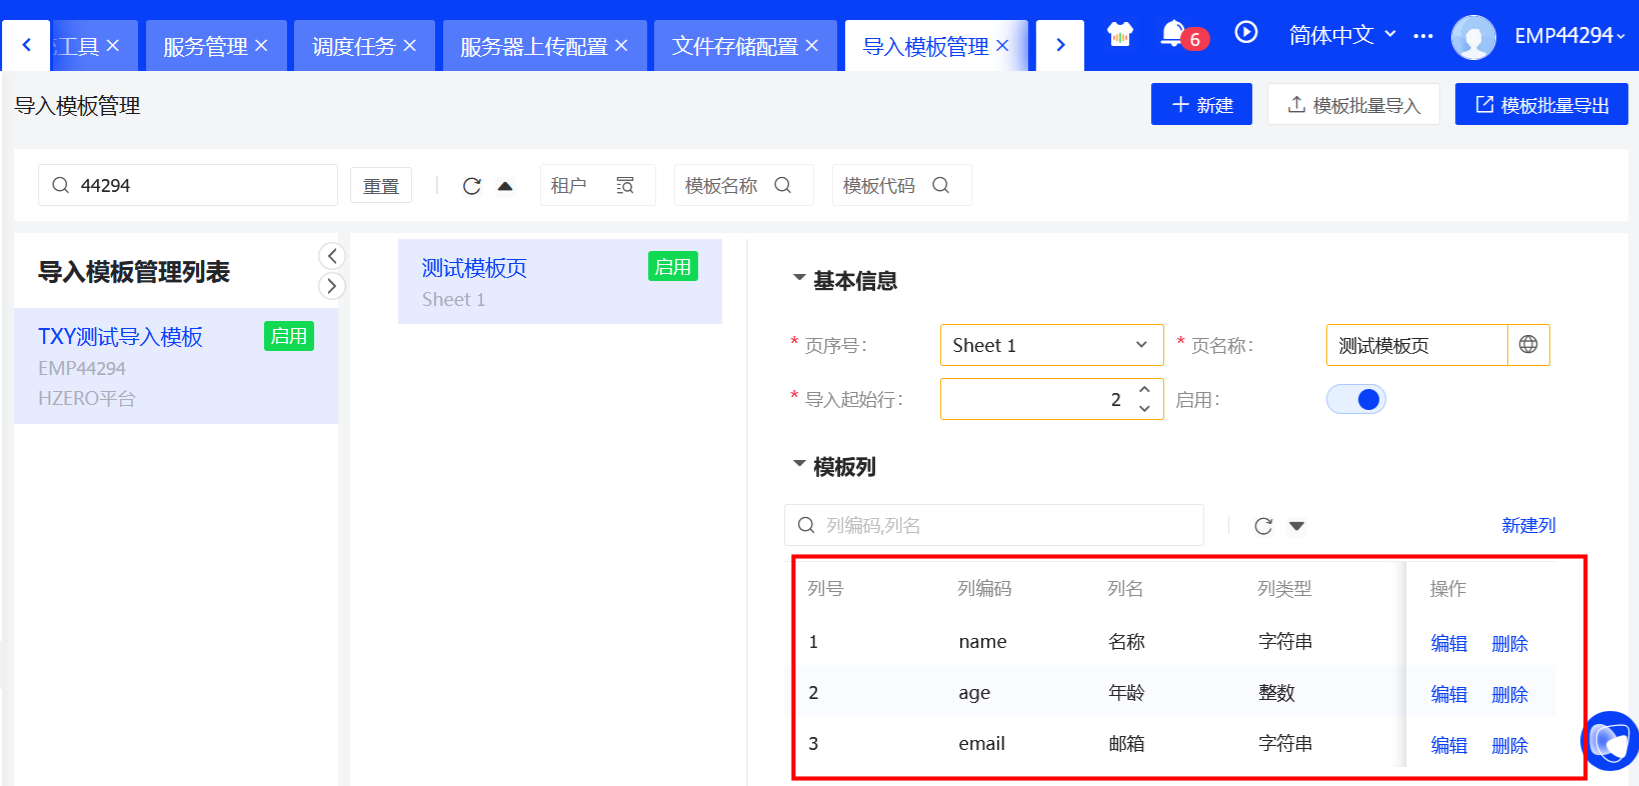 工具 × 服务管理 × 调度任务 × 服务器上传配置 × 文件存储配置 × 导入模板管理 × 6 简体中文 ··· EMP44294
导入模板管理 新建 模板批量导入 模板批量导出
44294 重置 租户 模板名称 模板代码
导入模板管理列表
TXY测试导入模板 启用
EMP44294
HZERO平台
测试模板页 启用
Sheet 1
基本信息
* 页序号: Sheet 1 * 页名称: 测试模板页
* 导入起始行: 2 启用:
模板列
列编码,列名 新建列
列号 列编码 列名 列类型 操作
1 name 名称 字符串 编辑 删除
2 age 年龄 整数 编辑 删除
3 email 邮箱 字符串 编辑 删除